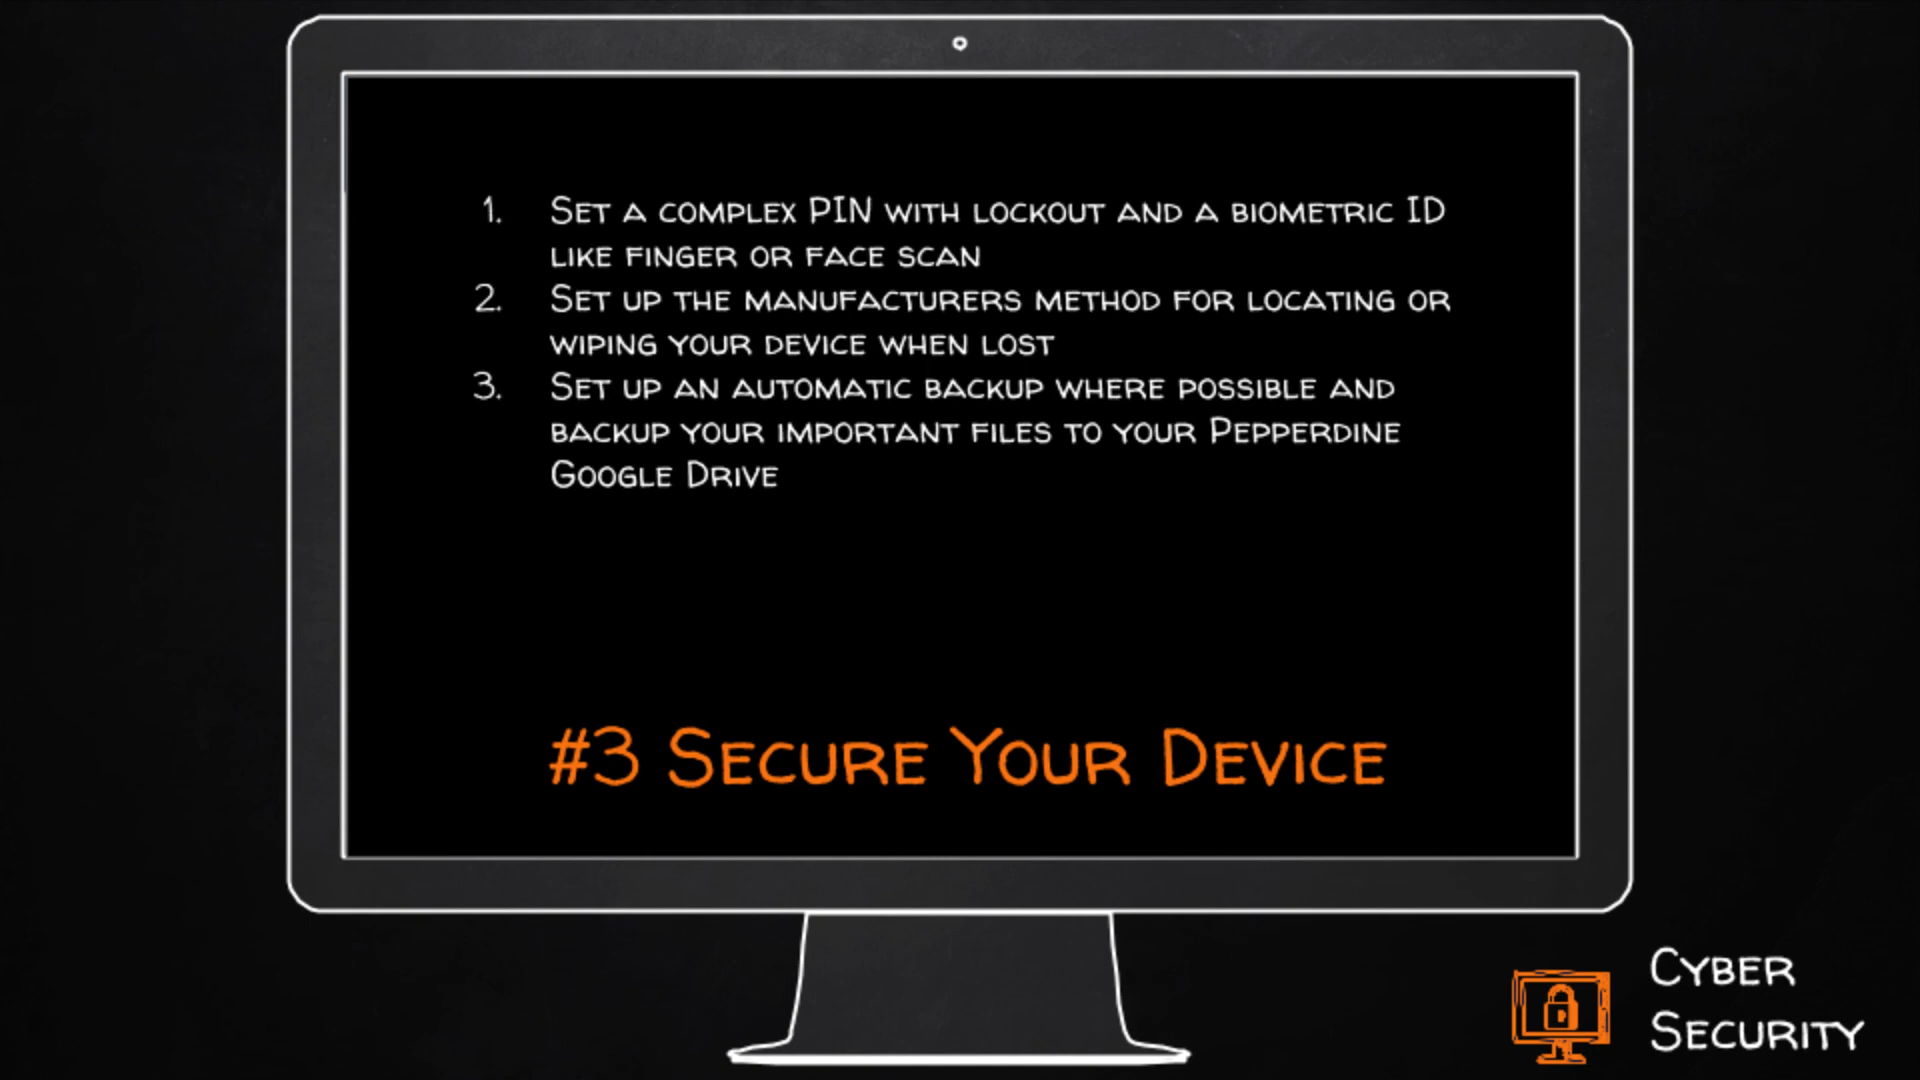 1. Set a complex PIN with lockout and a biometric ID
like finger or face scan
2. Set up the manufacturers method for locating or
wiping your device when lost
3. Set up an automatic backup where possible and
backup your important files to your Pepperdine
Google Drive
#3 Secure Your Device
Cyber
Security